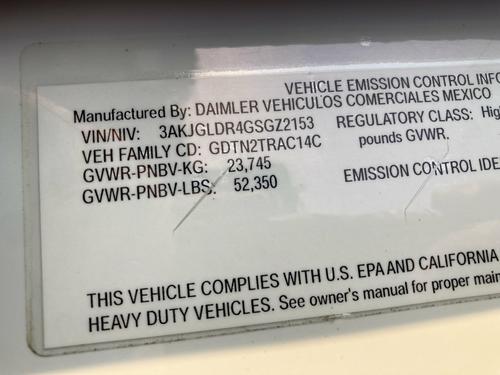 VEHICLE EMISSION CONTROL INFO
Manufactured By: DAIMLER VEHICULOS COMERCIALES MEXICO
VIN/NIV: 3AKJGLDR4GSGZ2153 REGULATORY CLASS: Hig
VEH FAMILY CD: GDTN2TRAC14C pounds GVWR.
GVWR-PNBV-KG: 23,745
GVWR-PNBV-LBS: 52,350 EMISSION CONTROL IDE
THIS VEHICLE COMPLIES WITH U.S. EPA AND CALIFORNIA
HEAVY DUTY VEHICLES. See owner's manual for proper main